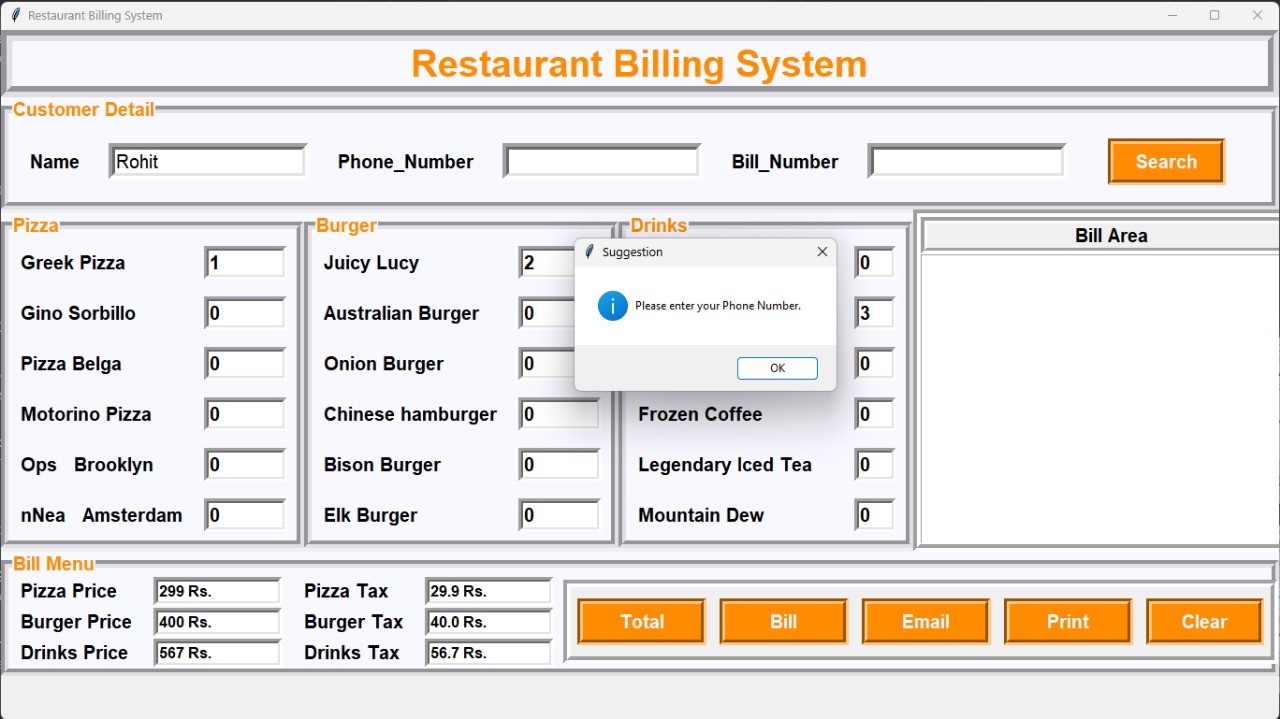 Restaurant Billing System
Restaurant Billing System
Customer Detail
Name Rohit Phone_Number Bill_Number Search
Pizza
Greek Pizza 1
Gino Sorbillo 0
Pizza Belga 0
Motorino Pizza 0
Ops Brooklyn 0
nNea Amsterdam 0
Burger
Juicy Lucy 2
Australian Burger 0
Onion Burger 0
Chinese hamburger 0
Bison Burger 0
Elk Burger 0
Drinks
0
3
0
Frozen Coffee 0
Legendary Iced Tea 0
Mountain Dew 0
Suggestion
Please enter your Phone Number.
OK
Bill Area
Bill Menu
Pizza Price 299 Rs. Pizza Tax 29.9 Rs.
Burger Price 400 Rs. Burger Tax 40.0 Rs.
Drinks Price 567 Rs. Drinks Tax 56.7 Rs.
Total Bill Email Print Clear